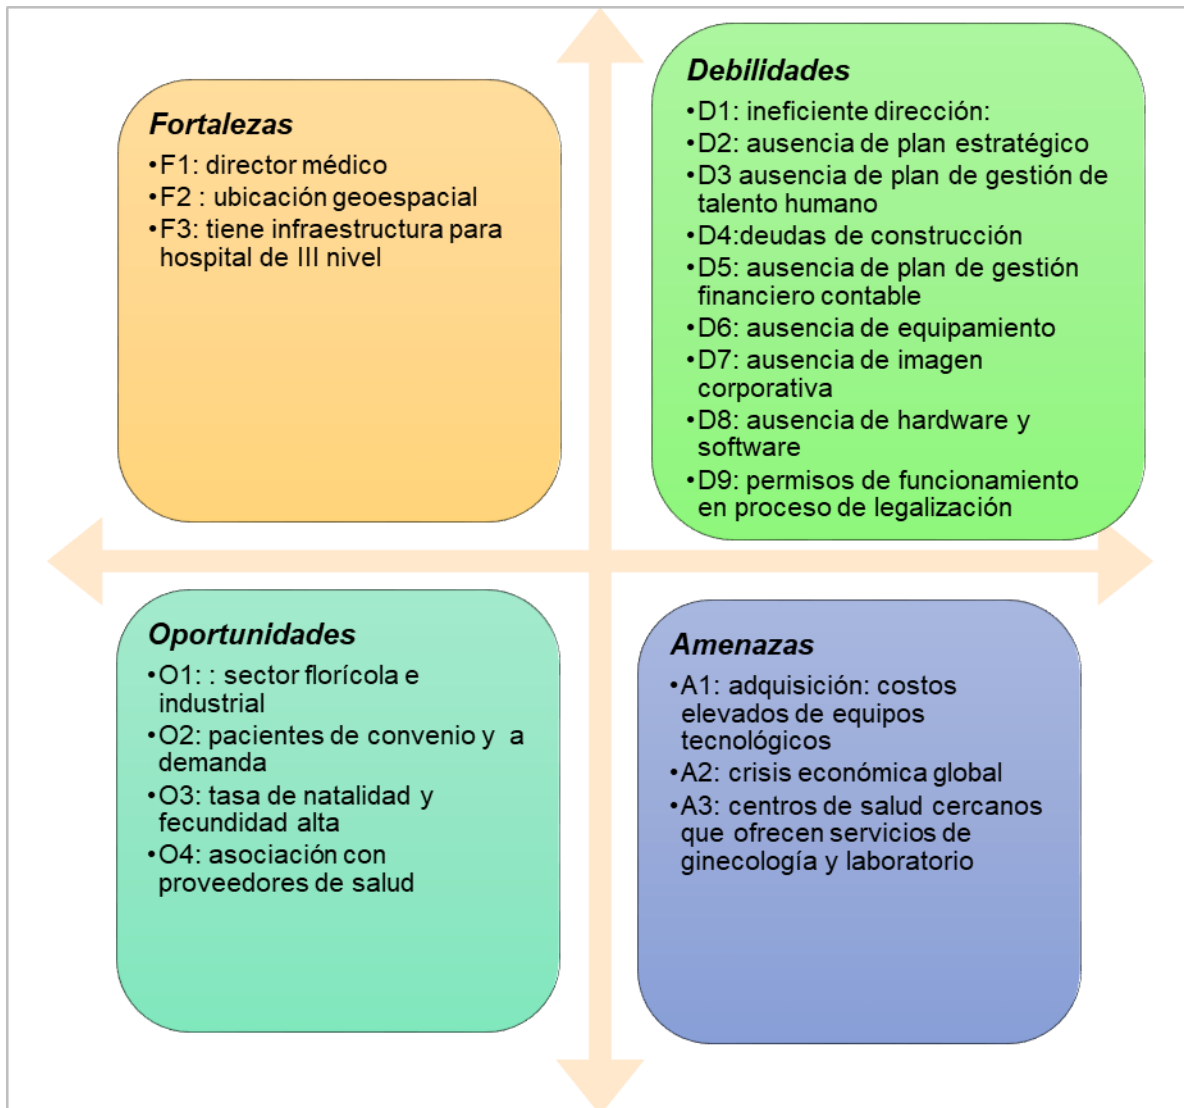 Fortalezas
•F1: director médico
•F2 : ubicación geoespacial
•F3: tiene infraestructura para
hospital de III nivel
Debilidades
•D1: ineficiente dirección:
•D2: ausencia de plan estratégico
•D3 ausencia de plan de gestión de
talento humano
•D4:deudas de construcción
•D5: ausencia de plan de gestión
financiero contable
•D6: ausencia de equipamiento
•D7: ausencia de imagen
corporativa
•D8: ausencia de hardware y
software
•D9: permisos de funcionamiento
en proceso de legalización
Oportunidades
•O1: : sector florícola e
industrial
•O2: pacientes de convenio y a
demanda
•O3: tasa de natalidad y
fecundidad alta
•O4: asociación con
proveedores de salud
Amenazas
•A1: adquisición: costos
elevados de equipos
tecnológicos
•A2: crisis económica global
•A3: centros de salud cercanos
que ofrecen servicios de
ginecología y laboratorio